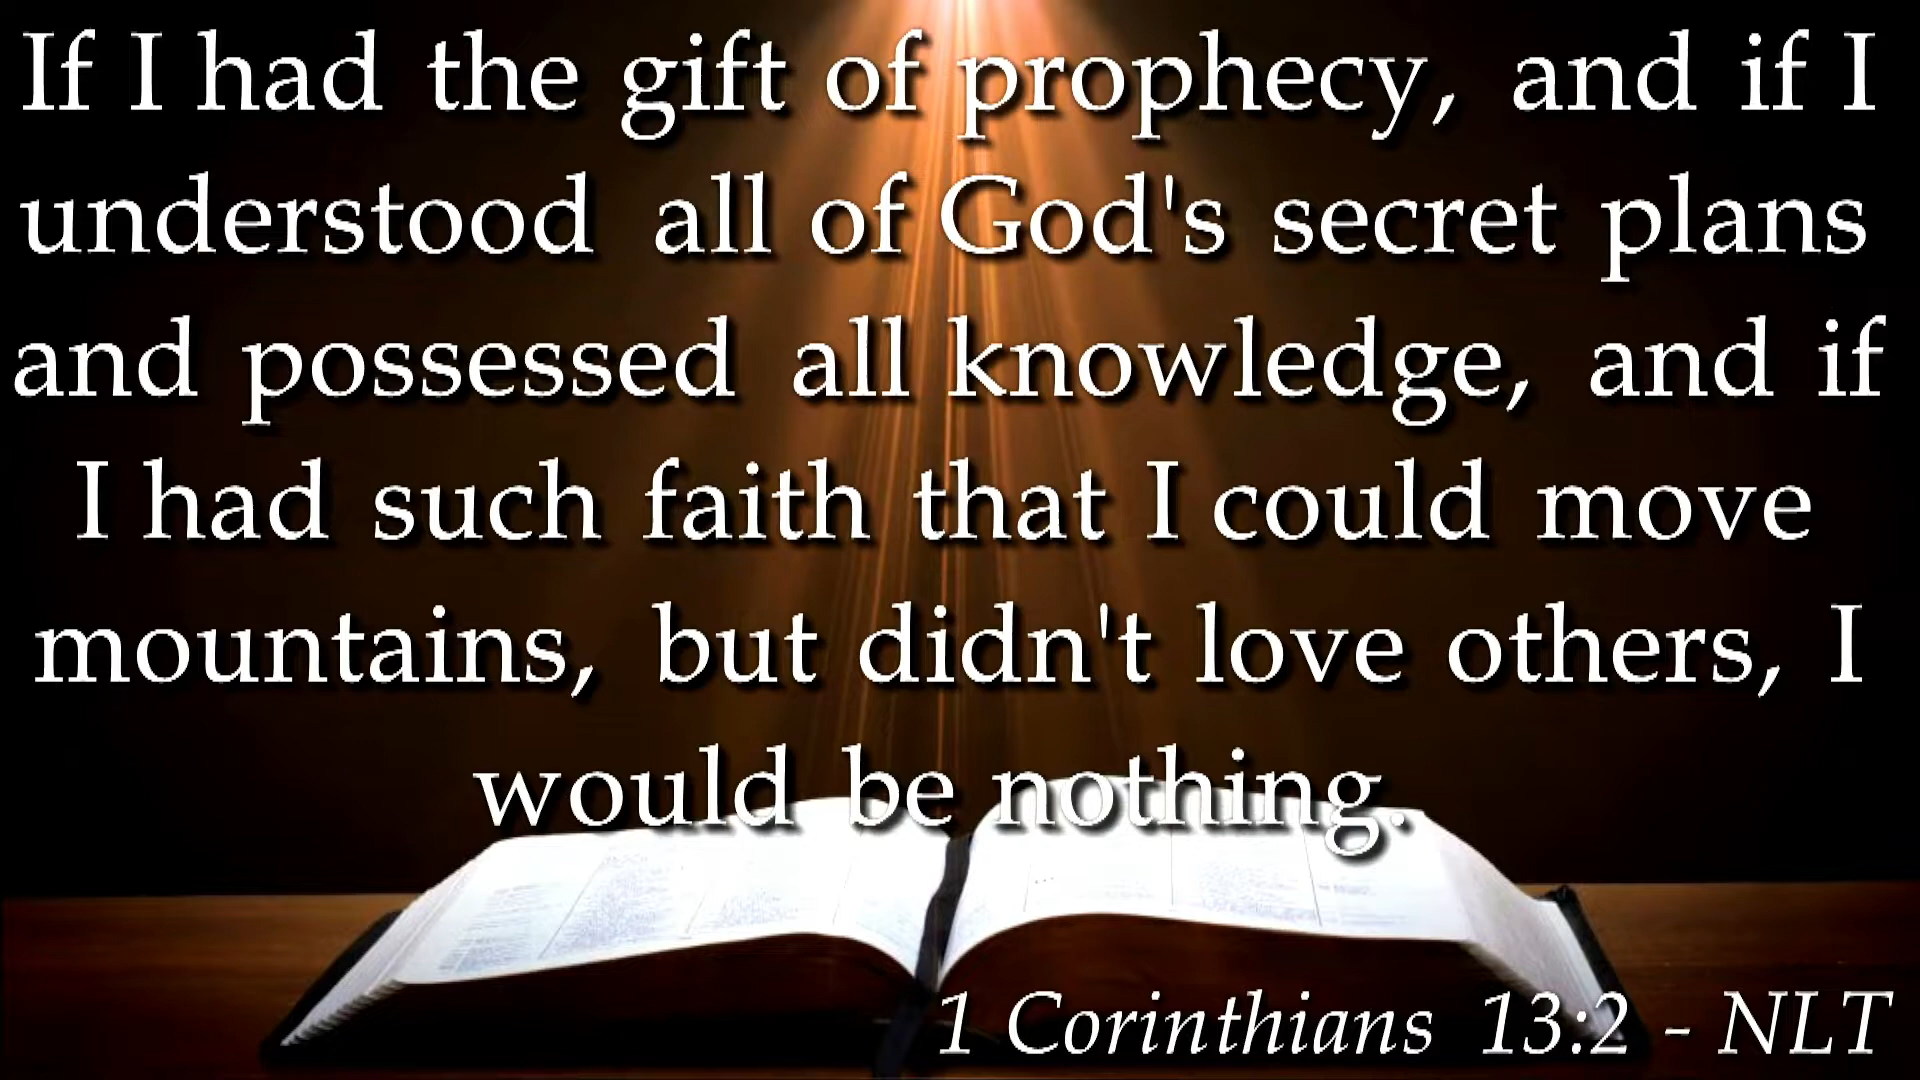 If I had the gift of prophecy, and if I
understood all of God's secret plans
and possessed all knowledge, and if
I had such faith that I could move
mountains, but didn't love others, I
would be nothing.
1 Corinthians 13:2 - NLT